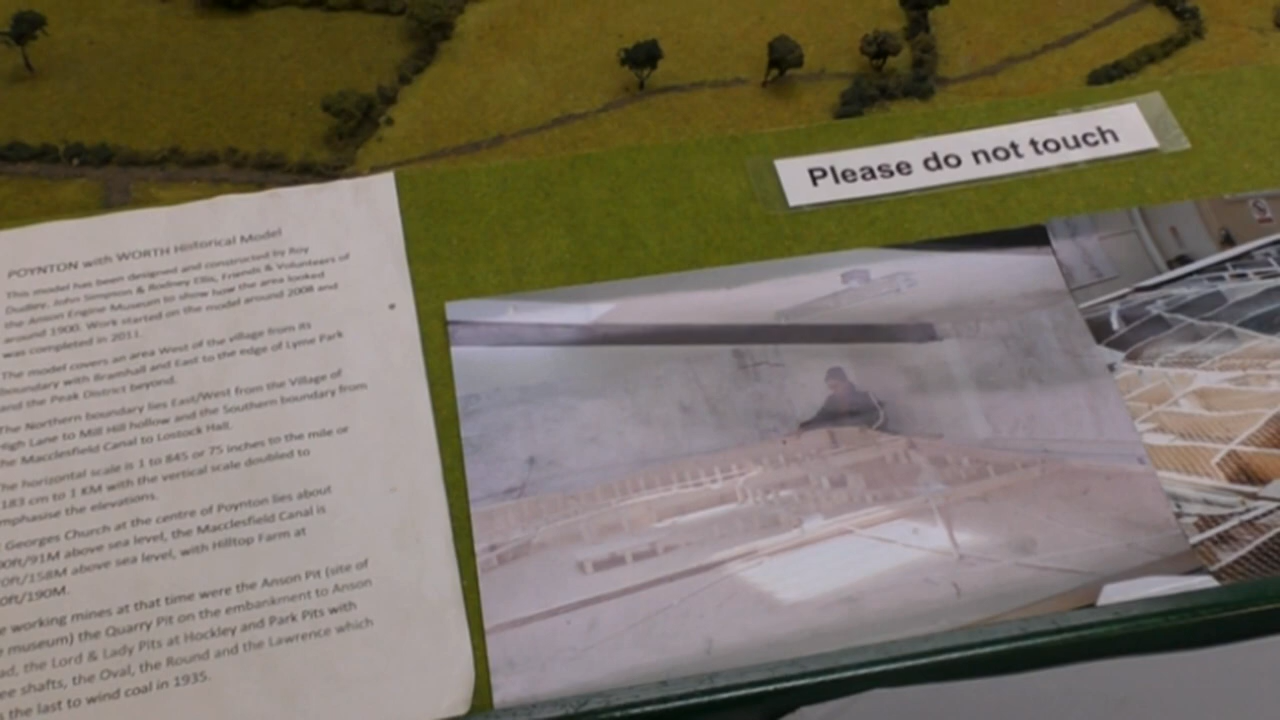 Please do not touch
POYNTON with WORTH Historical Model
This model has been designed and constructed by Roy
Dudley, John Simpson & Rodney Ellis, Friends & Volunteers of
the Anson Engine Museum to show how the area looked
around 1900. Work started on the model around 2008 and
was completed in 2011.
The model covers an area West of the village from its
boundary with Bramhall and East to the edge of Lyme Park
and the Peak District beyond.
The Northern boundary lies East/West from the Village of
High Lane to Mill Hill hollow and the Southern boundary from
the Macclesfield Canal to Lostock Hall.
The horizontal scale is 1 to 845 or 75 inches to the mile or
183 cm to 1 KM with the vertical scale doubled to
mphasise the elevations.
Georges Church at the centre of Poynton lies about
0ft/91M above sea level, the Macclesfield Canal is
0ft/158M above sea level, with Hilltop Farm at
0ft/190M.
working mines at that time were the Anson Pit (site of
museum) the Quarry Pit on the embankment to Anson
ad, the Lord & Lady Pits at Hockley and Park Pits with
ee shafts, the Oval, the Round and the Lawrence which
the last to wind coal in 1935.